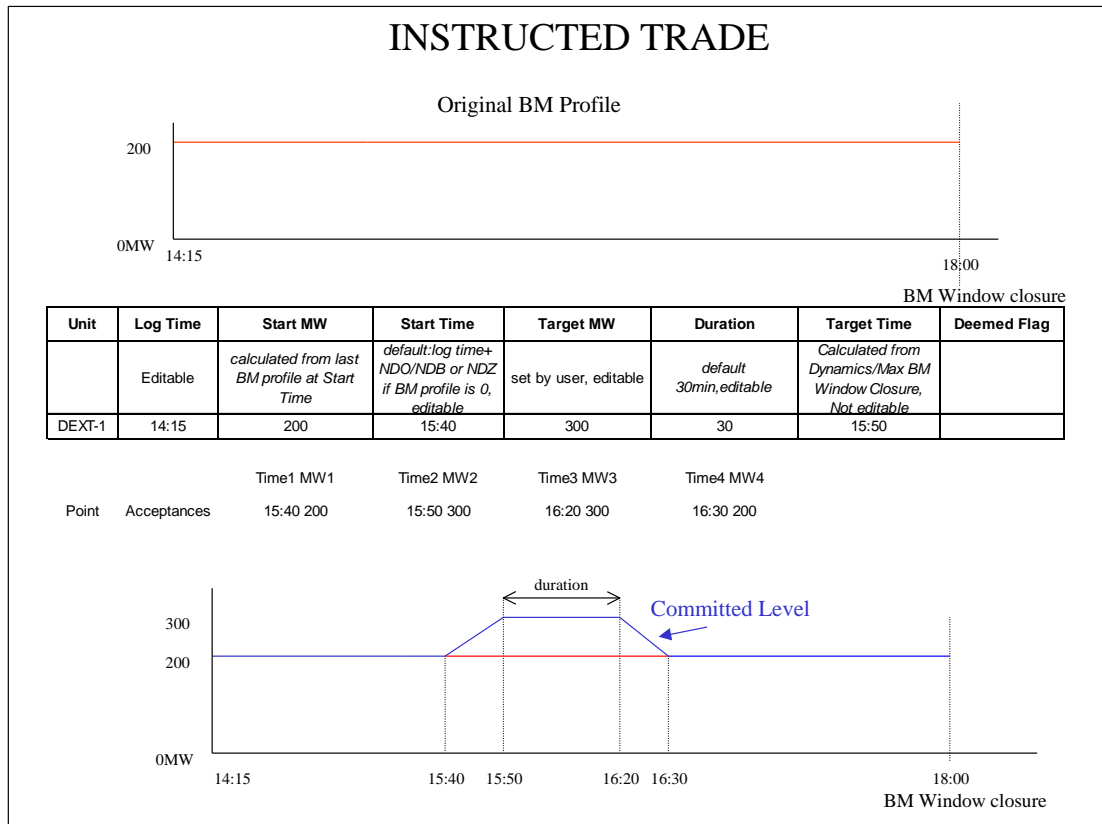 INSTRUCTED TRADE
Original BM Profile
200
0MW
14:15
18:00
BM Window closure
Unit Log Time Start MW Start Time Target MW Duration Target Time Deemed Flag
Editable calculated from last BM profile at Start Time default:log time+ NDO/NDB or NDZ if BM profile is 0, editable set by user, editable default 30min,editable Calculated from Dynamics/Max BM Window Closure, Not editable
DEXT-1 14:15 200 15:40 300 30 15:50
Time1 MW1 Time2 MW2 Time3 MW3 Time4 MW4
Point Acceptances 15:40 200 15:50 300 16:20 300 16:30 200
duration
Committed Level
300
200
0MW
14:15 15:40 15:50 16:20 16:30 18:00
BM Window closure